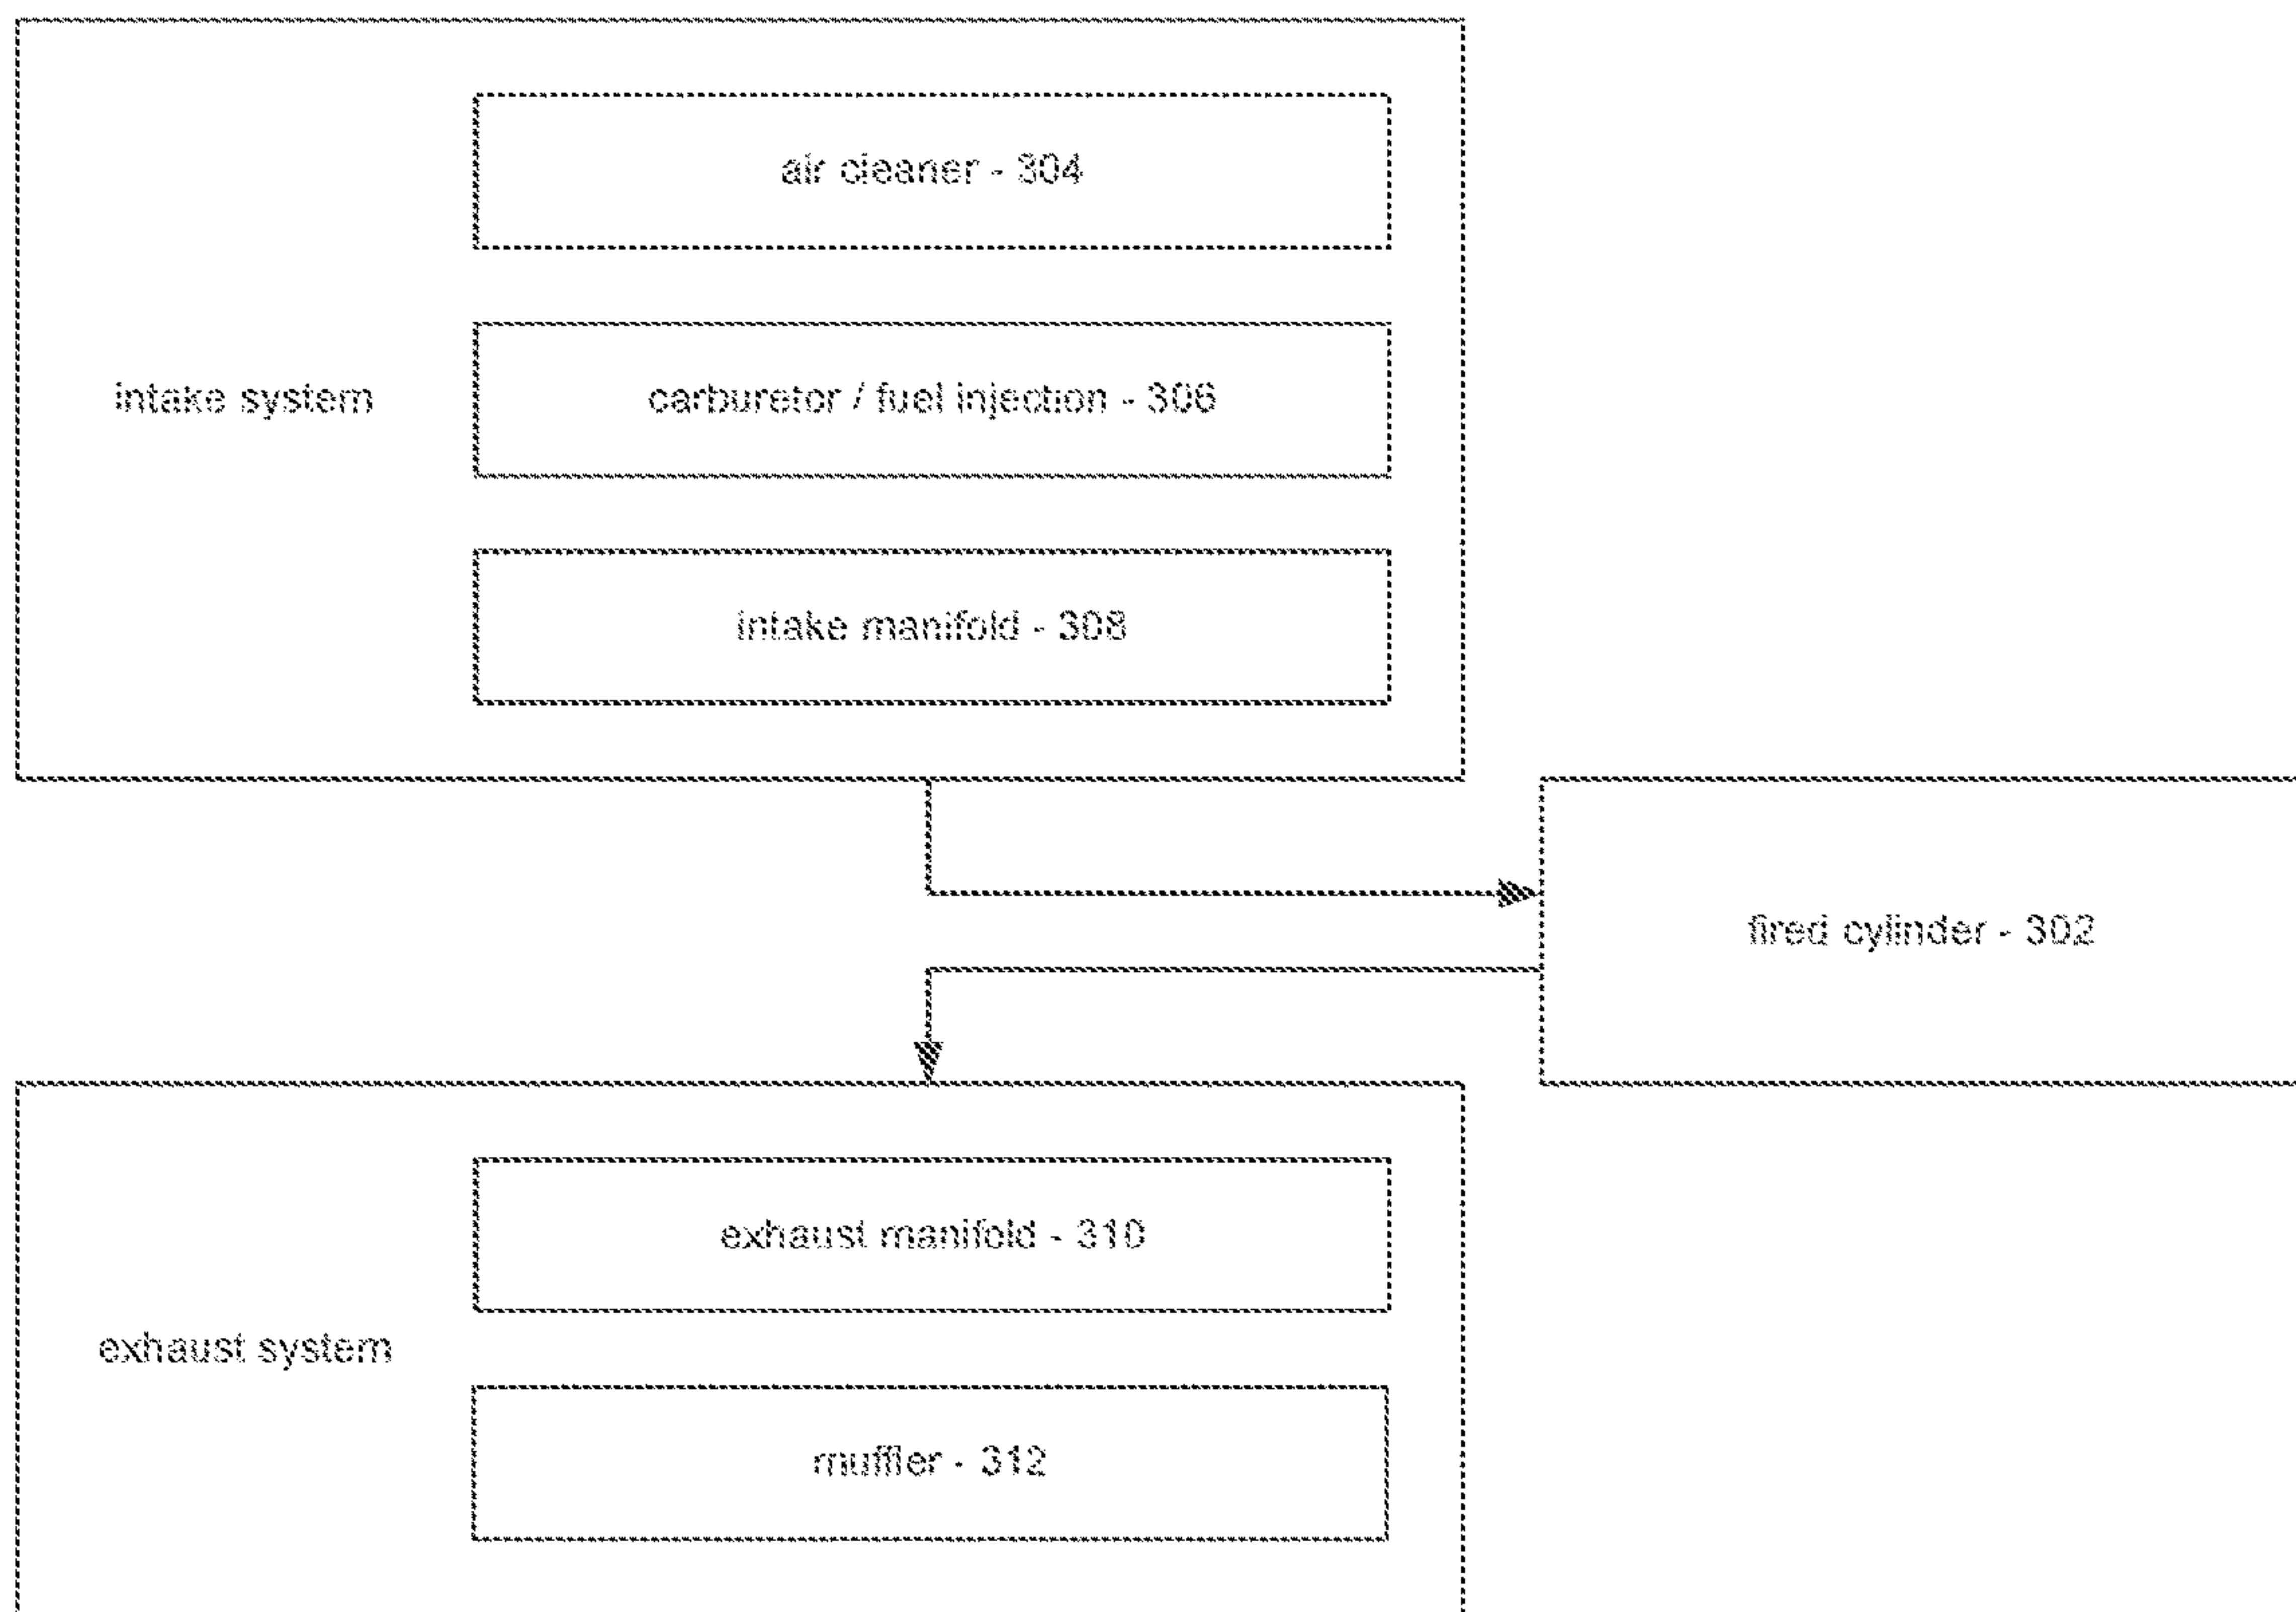 air cleaner - 304
intake system
carburetor / fuel injection - 306
intake manifold - 308
fired cylinder - 302
exhaust manifold - 310
exhaust system
muffler - 312